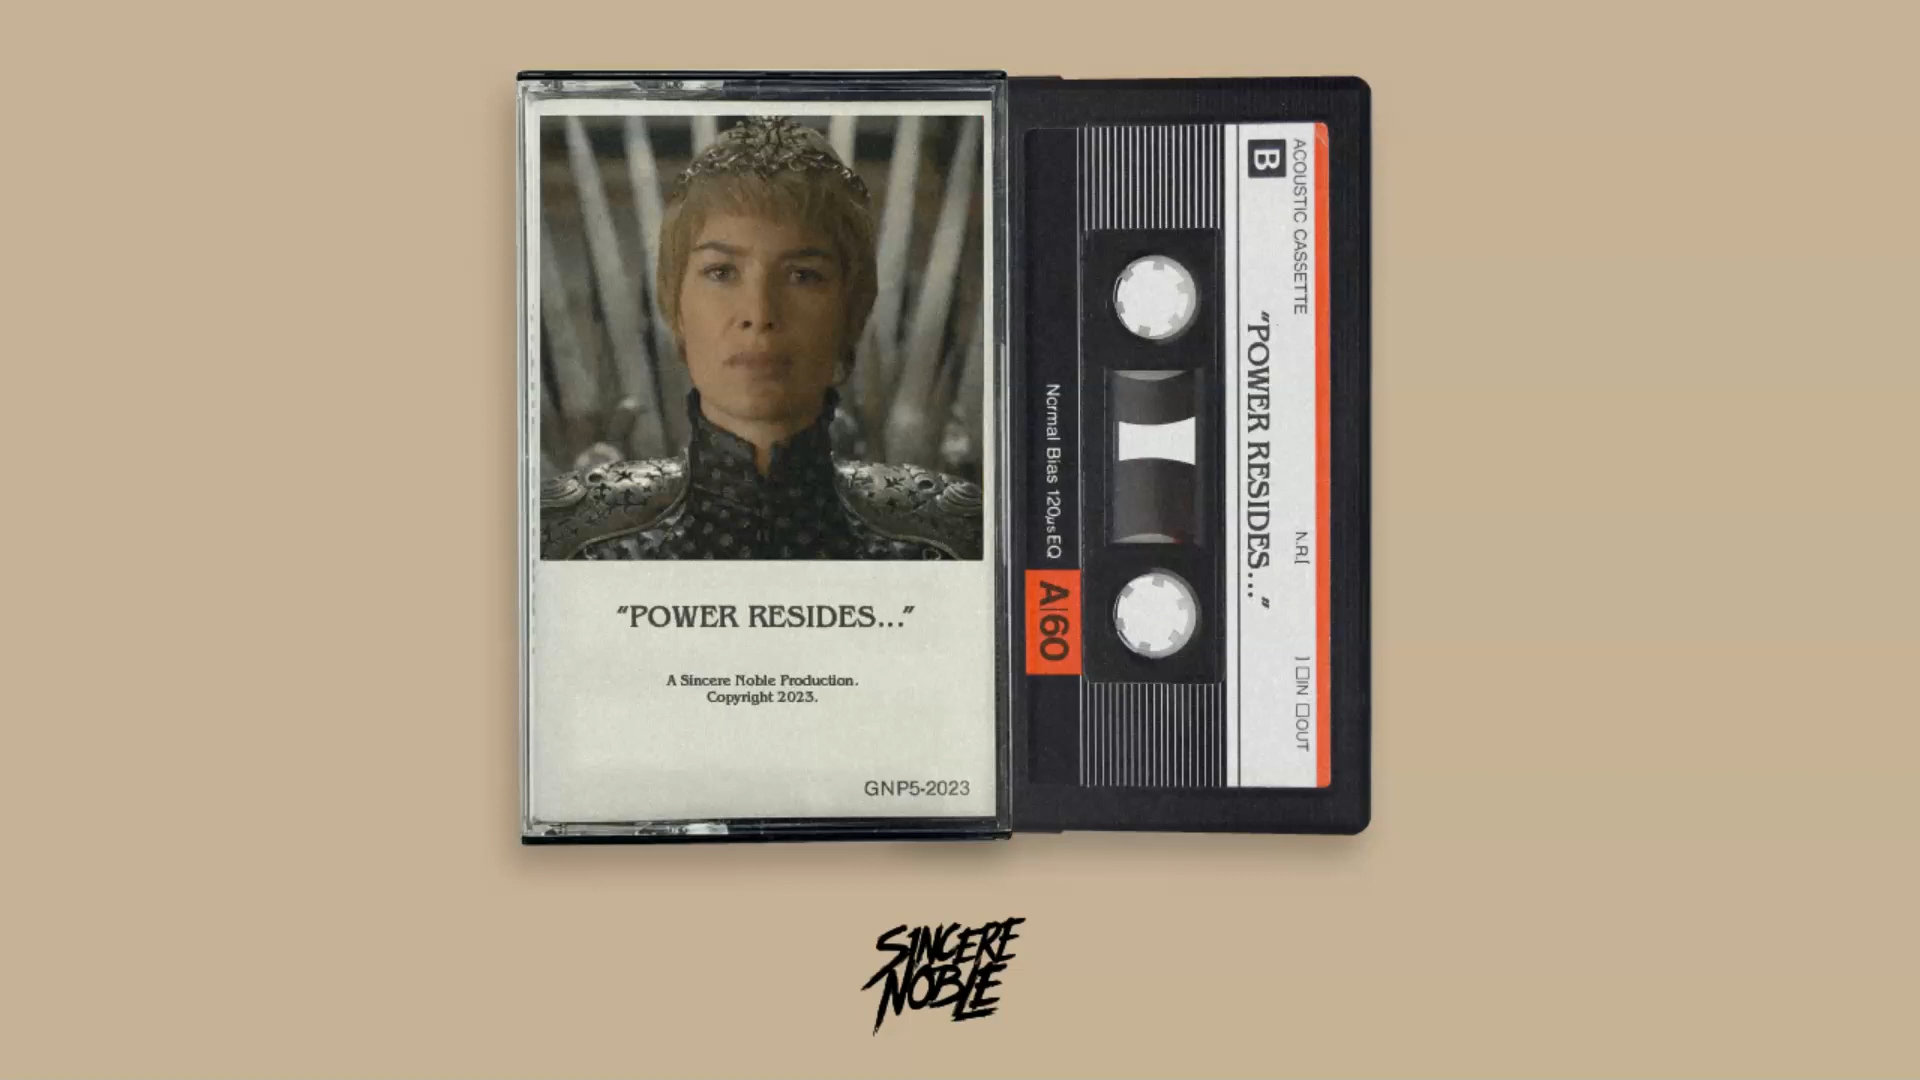 "POWER RESIDES..."
A Sincere Noble Production.
Copyright 2023.
GNP5-2023
Normal Bias 120µs EQ
A|60
B
"POWER RESIDES..."
ACOUSTIC CASSETTE
N.R.[ ] □IN □OUT
SINCERE
NOBLE